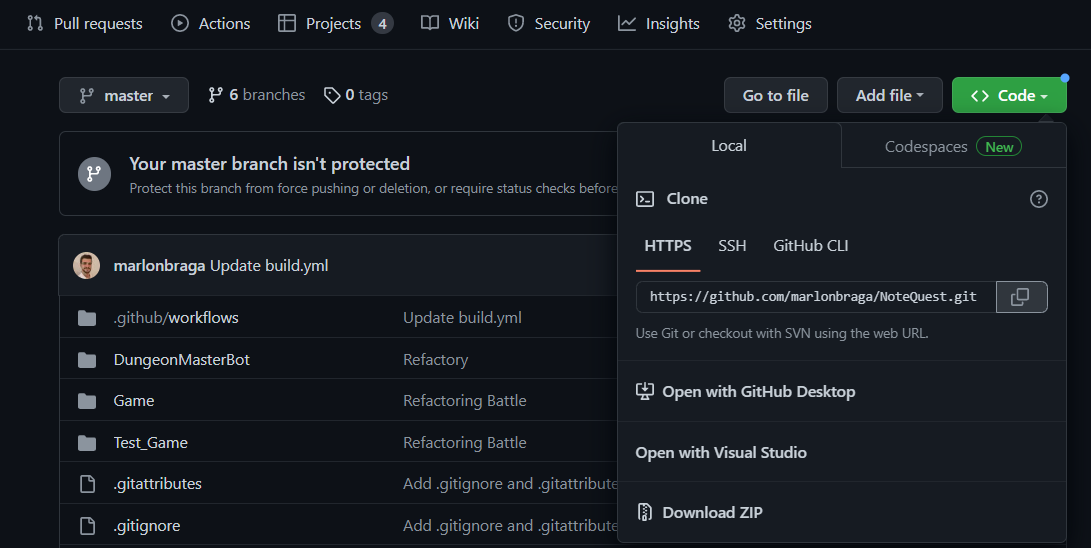 Pull requests Actions Projects 4 Wiki Security Insights Settings
master 6 branches 0 tags Go to file Add file Code
Your master branch isn't protected
Protect this branch from force pushing or deletion, or require status checks before
marlonbraga Update build.yml
.github/workflows Update build.yml
DungeonMasterBot Refactory
Game Refactoring Battle
Test_Game Refactoring Battle
.gitattributes Add .gitignore and .gitattribute
.gitignore Add .gitignore and .gitattribute
Local Codespaces New
Clone
HTTPS SSH GitHub CLI
https://github.com/marlonbraga/NoteQuest.git
Use Git or checkout with SVN using the web URL.
Open with GitHub Desktop
Open with Visual Studio
Download ZIP